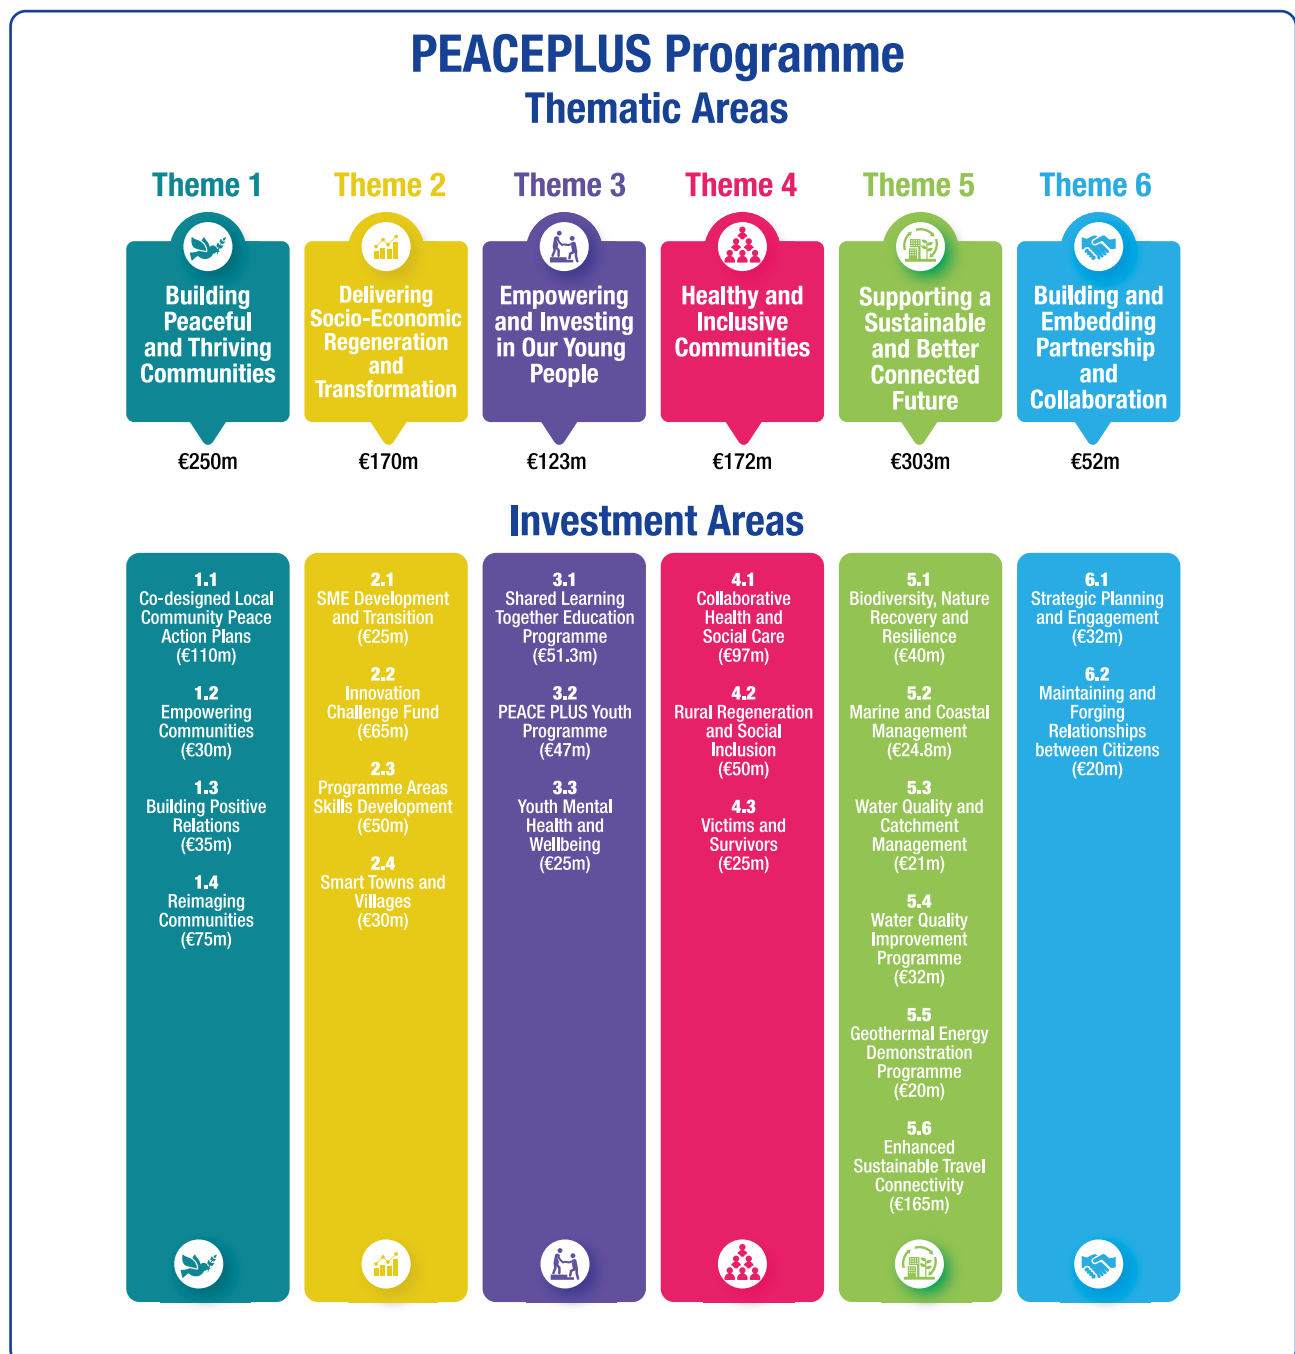 PEACEPLUS Programme
Thematic Areas
Theme 1
Building
Peaceful
and Thriving
Communities
€250m
Theme 2
Delivering
Socio-Economic
Regeneration
and
Transformation
€170m
Theme 3
Empowering
and Investing
in Our Young
People
€123m
Theme 4
Healthy and
Inclusive
Communities
€172m
Theme 5
Supporting a
Sustainable
and Better
Connected
Future
€303m
Theme 6
Building and
Embedding
Partnership
and
Collaboration
€52m
Investment Areas
1.1
Co-designed Local
Community Peace
Action Plans
(€110m)
1.2
Empowering
Communities
(€30m)
1.3
Building Positive
Relations
(€35m)
1.4
Reimaging
Communities
(€75m)
2.1
SME Development
and Transition
(€25m)
2.2
Innovation
Challenge Fund
(€65m)
2.3
Programme Areas
Skills Development
(€50m)
2.4
Smart Towns and
Villages
(€30m)
3.1
Shared Learning
Together Education
Programme
(€51.3m)
3.2
PEACE PLUS Youth
Programme
(€47m)
3.3
Youth Mental
Health and
Wellbeing
(€25m)
4.1
Collaborative
Health and
Social Care
(€97m)
4.2
Rural Regeneration
and Social
Inclusion
(€50m)
4.3
Victims and
Survivors
(€25m)
5.1
Biodiversity, Nature
Recovery and
Resilience
(€40m)
5.2
Marine and Coastal
Management
(€24.8m)
5.3
Water Quality and
Catchment
Management
(€21m)
5.4
Water Quality
Improvement
Programme
(€32m)
5.5
Geothermal Energy
Demonstration
Programme
(€20m)
5.6
Enhanced
Sustainable Travel
Connectivity
(€165m)
6.1
Strategic Planning
and Engagement
(€32m)
6.2
Maintaining and
Forging
Relationships
between Citizens
(€20m)